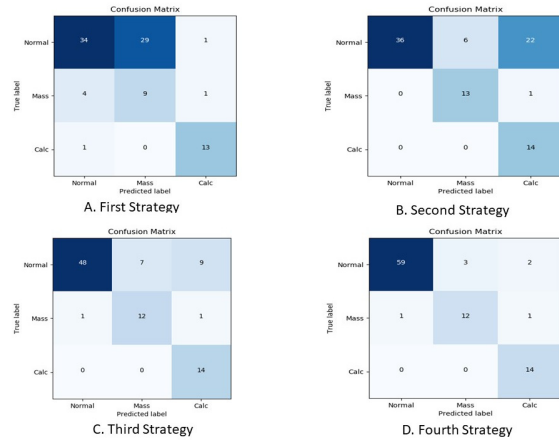 Confusion Matrix
Normal 34 29 1
Mass 4 9 1
Calc 1 0 13
True label
Normal Mass Calc
Predicted label
A. First Strategy
Confusion Matrix
Normal 36 6 22
Mass 0 13 1
Calc 0 0 14
True label
Normal Mass Calc
Predicted label
B. Second Strategy
Confusion Matrix
Normal 48 7 9
Mass 1 12 1
Calc 0 0 14
True label
Normal Mass Calc
Predicted label
C. Third Strategy
Confusion Matrix
Normal 59 3 2
Mass 1 12 1
Calc 0 0 14
True label
Normal Mass Calc
Predicted label
D. Fourth Strategy